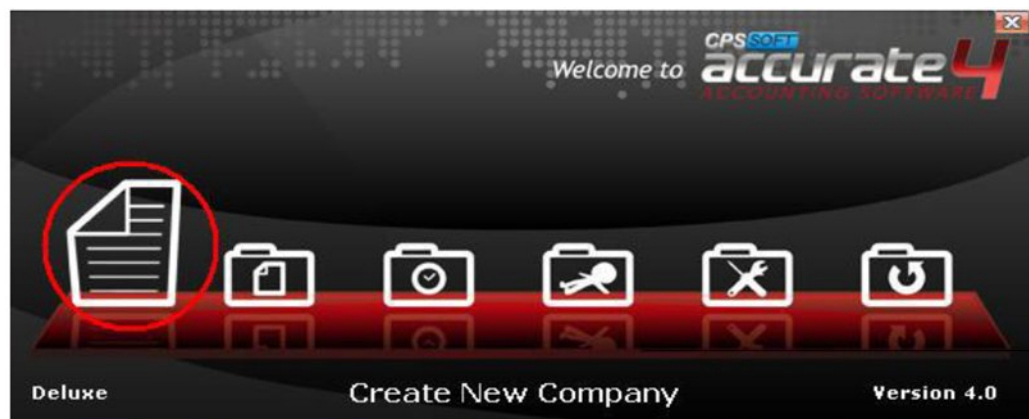 CPSSOFT
Welcome to accurate 4
ACCOUNTING SOFTWARE
Deluxe
Create New Company
Version 4.0